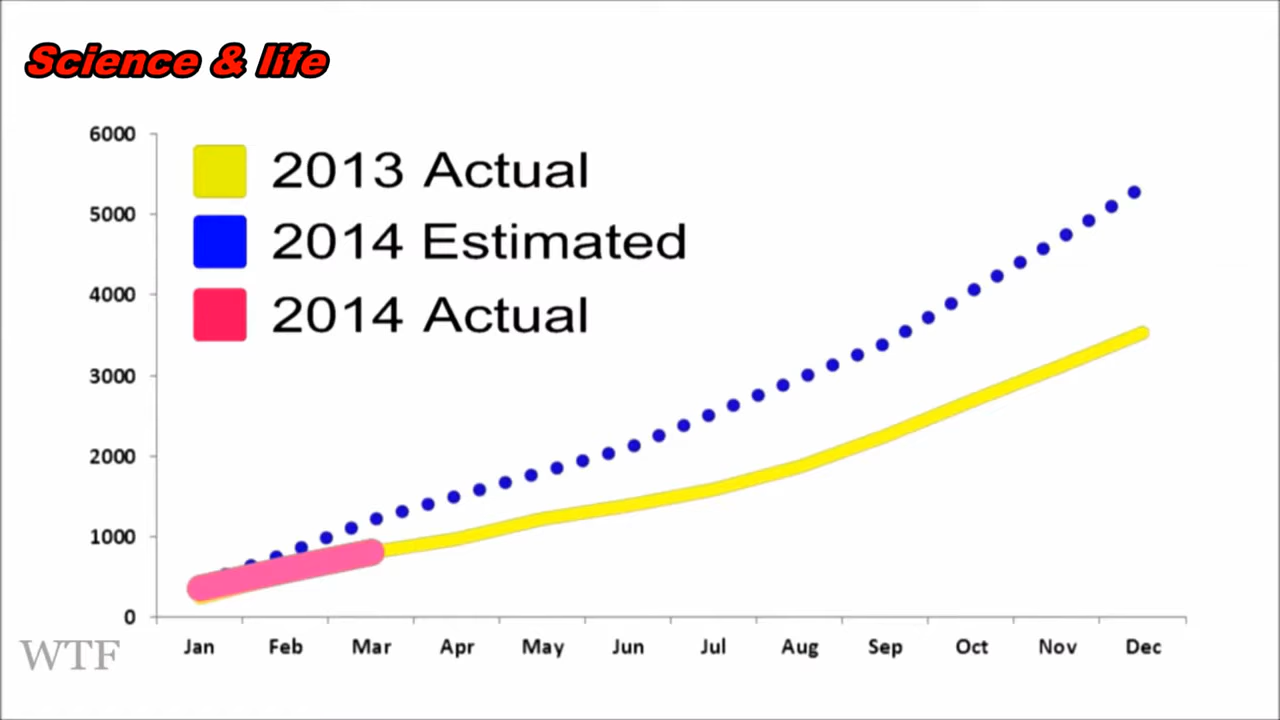 Science & life
6000
2013 Actual
5000
2014 Estimated
4000
2014 Actual
3000
2000
1000
0
Jan Feb Mar Apr May Jun Jul Aug Sep Oct Nov Dec
WTF